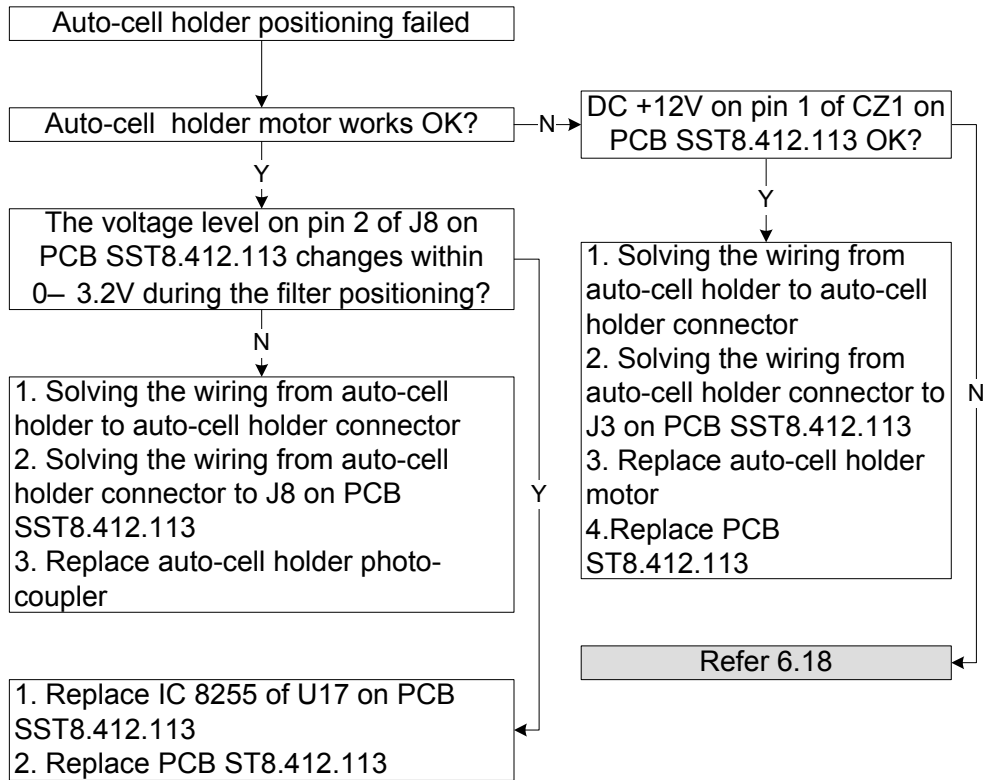 Auto-cell holder positioning failed
Auto-cell  holder motor works OK?
N
DC +12V on pin 1 of CZ1 on
PCB SST8.412.113 OK?
Y
Y
The voltage level on pin 2 of J8 on
PCB SST8.412.113 changes within
0– 3.2V during the filter positioning?
1. Solving the wiring from
auto-cell holder to auto-cell
holder connector
2. Solving the wiring from
auto-cell holder connector to
J3 on PCB SST8.412.113
3. Replace auto-cell holder
motor
4.Replace PCB
ST8.412.113
N
N
1. Solving the wiring from auto-cell
holder to auto-cell holder connector
2. Solving the wiring from auto-cell
holder connector to J8 on PCB
SST8.412.113
3. Replace auto-cell holder photo-
coupler
Y
Refer 6.18
1. Replace IC 8255 of U17 on PCB
SST8.412.113
2. Replace PCB ST8.412.113